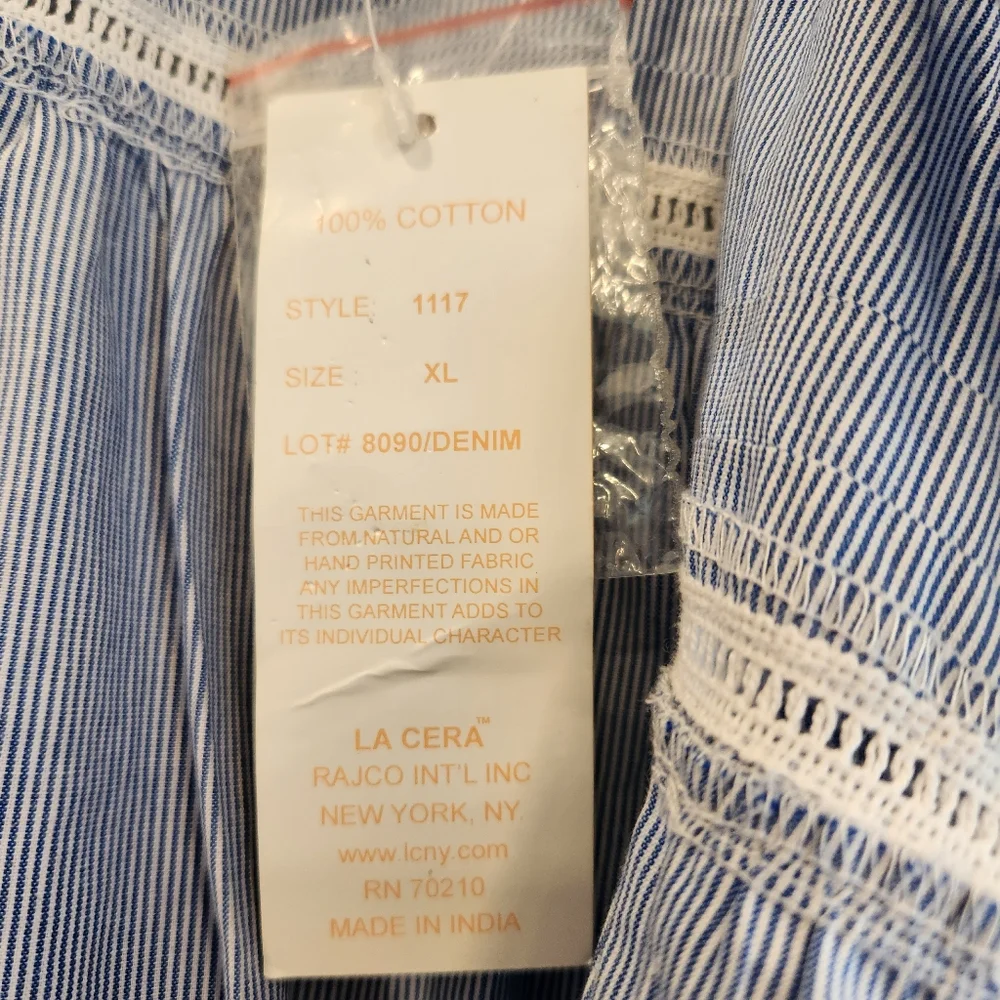 100% COTTON
STYLE: 1117
SIZE : XL
LOT# 8090/DENIM
THIS GARMENT IS MADE
FROM NATURAL AND OR
HAND PRINTED FABRIC
ANY IMPERFECTIONS IN
THIS GARMENT ADDS TO
ITS INDIVIDUAL CHARACTER
LA CERA™
RAJCO INT'L INC
NEW YORK, NY.
www.lcny.com
RN 70210
MADE IN INDIA